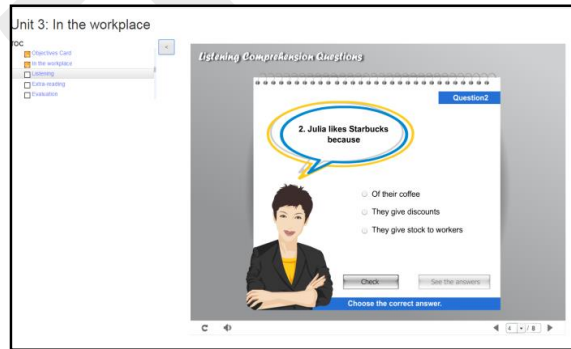 Unit 3: In the workplace
TOC
<
Objectives Card
In the workplace
Listening
Extra reading
Evaluation
Listening Comprehension Questions
Question2
2. Julia likes Starbucks
because
Of their coffee
They give discounts
They give stock to workers
Check
See the answers
Choose the correct answer.
4 / 8